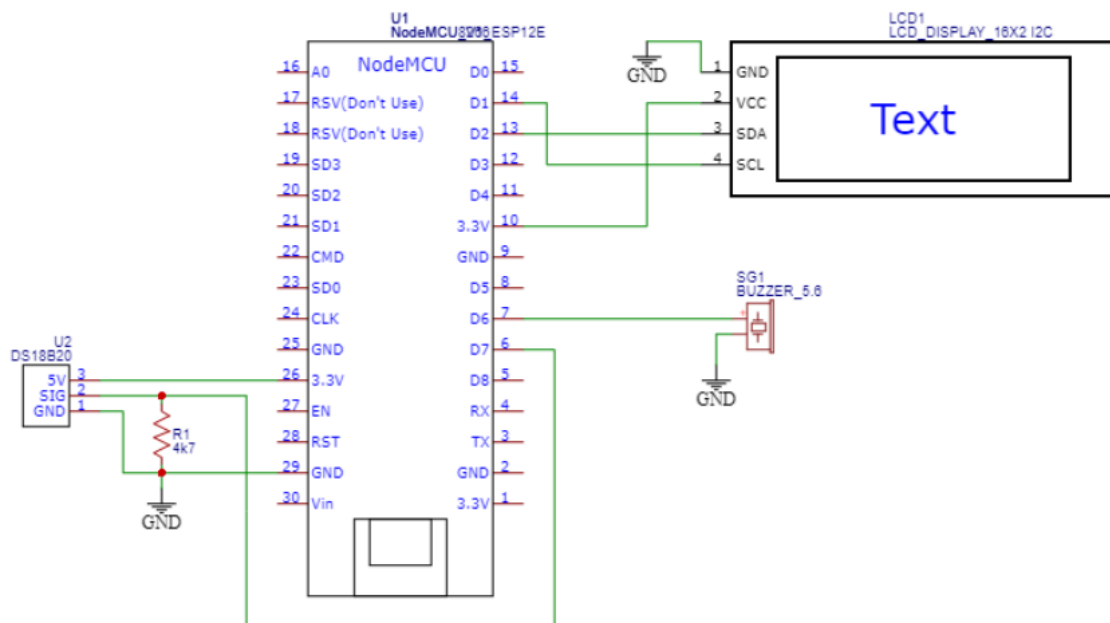 U1
NodeMCU_ESP12E
NodeMCU
16 A0
17 RSV(Don't Use)
18 RSV(Don't Use)
19 SD3
20 SD2
21 SD1
22 CMD
23 SD0
24 CLK
25 GND
26 3.3V
27 EN
28 RST
29 GND
30 Vin
D0 15
D1 14
D2 13
D3 12
D4 11
3.3V 10
GND 9
D5 8
D6 7
D7 6
D8 5
RX 4
TX 3
GND 2
3.3V 1
GND
LCD1
LCD_DISPLAY_16X2 I2C
1 GND
2 VCC
3 SDA
4 SCL
Text
SG1
BUZZER_5.6
+
GND
U2
DS18B20
5V 3
SIG 2
GND 1
R1
4k7
GND